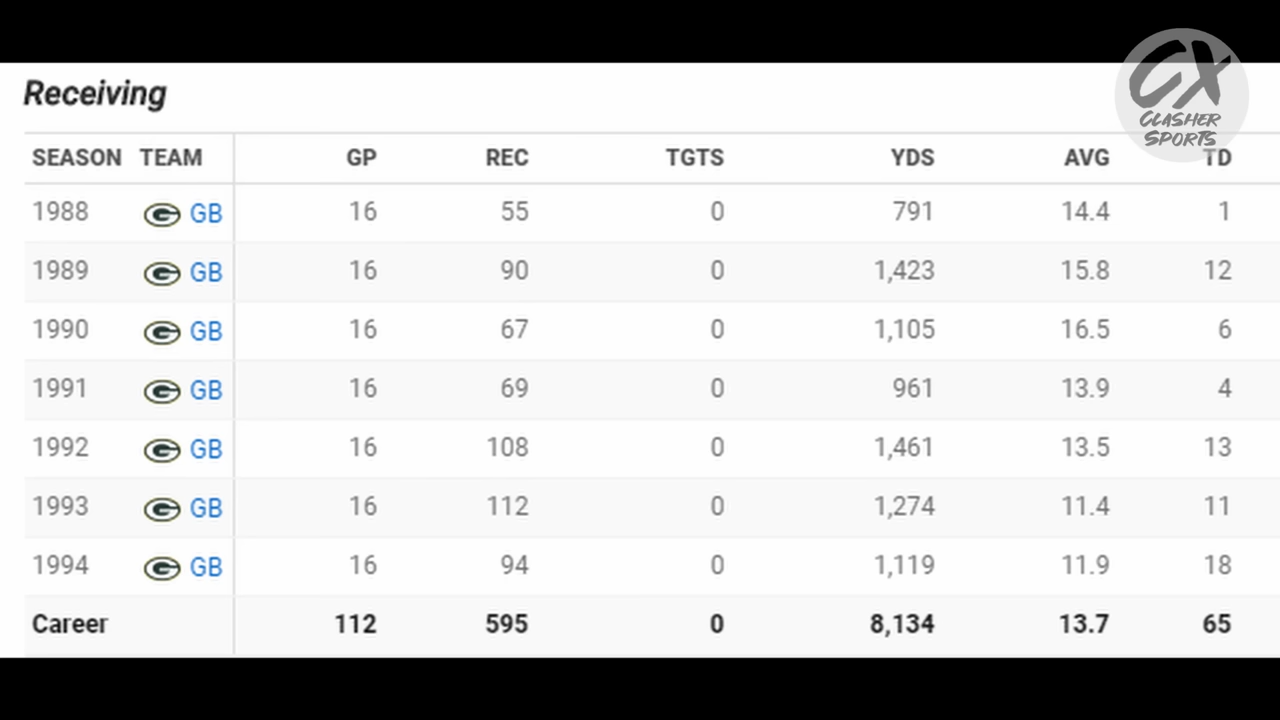 Receiving
CX
CLASHER
SPORTS
SEASON TEAM GP REC TGTS YDS AVG TD
1988 GB 16 55 0 791 14.4 1
1989 GB 16 90 0 1,423 15.8 12
1990 GB 16 67 0 1,105 16.5 6
1991 GB 16 69 0 961 13.9 4
1992 GB 16 108 0 1,461 13.5 13
1993 GB 16 112 0 1,274 11.4 11
1994 GB 16 94 0 1,119 11.9 18
Career 112 595 0 8,134 13.7 65